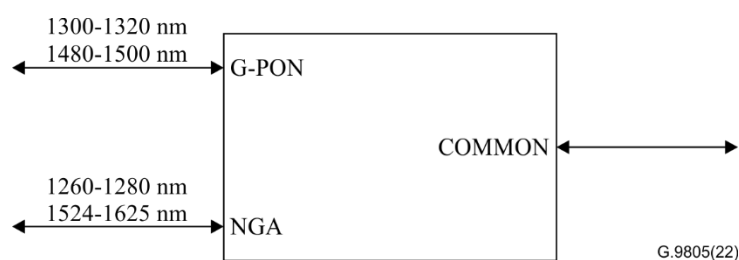 1300-1320 nm
1480-1500 nm
G-PON
COMMON
1260-1280 nm
1524-1625 nm
NGA
G.9805(22)